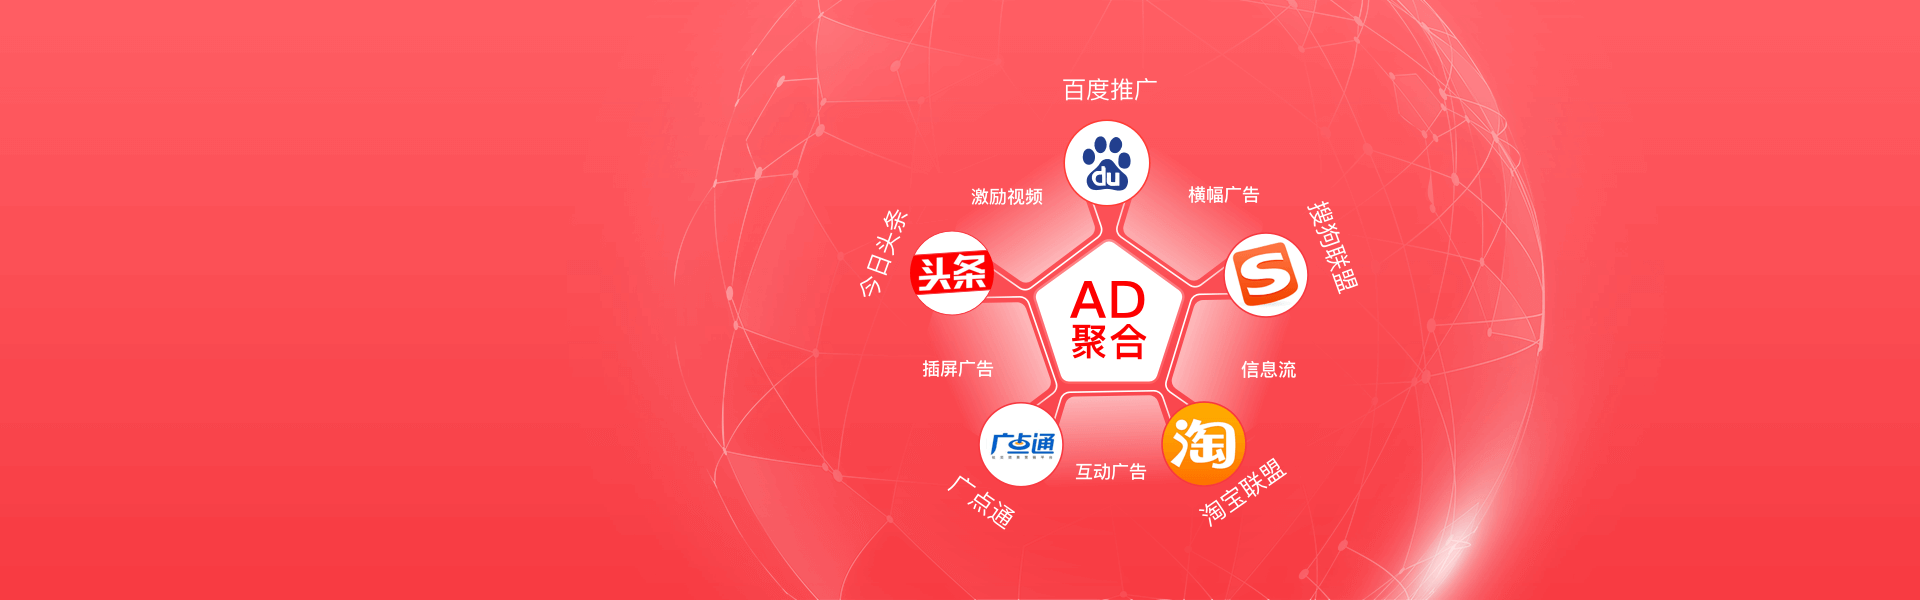 百度推广
du
激励视频
横幅广告
今日头条
头条
搜狗联盟
S
AD
聚合
插屏广告
信息流
广点通
淘
互动广告
广点通
淘宝联盟